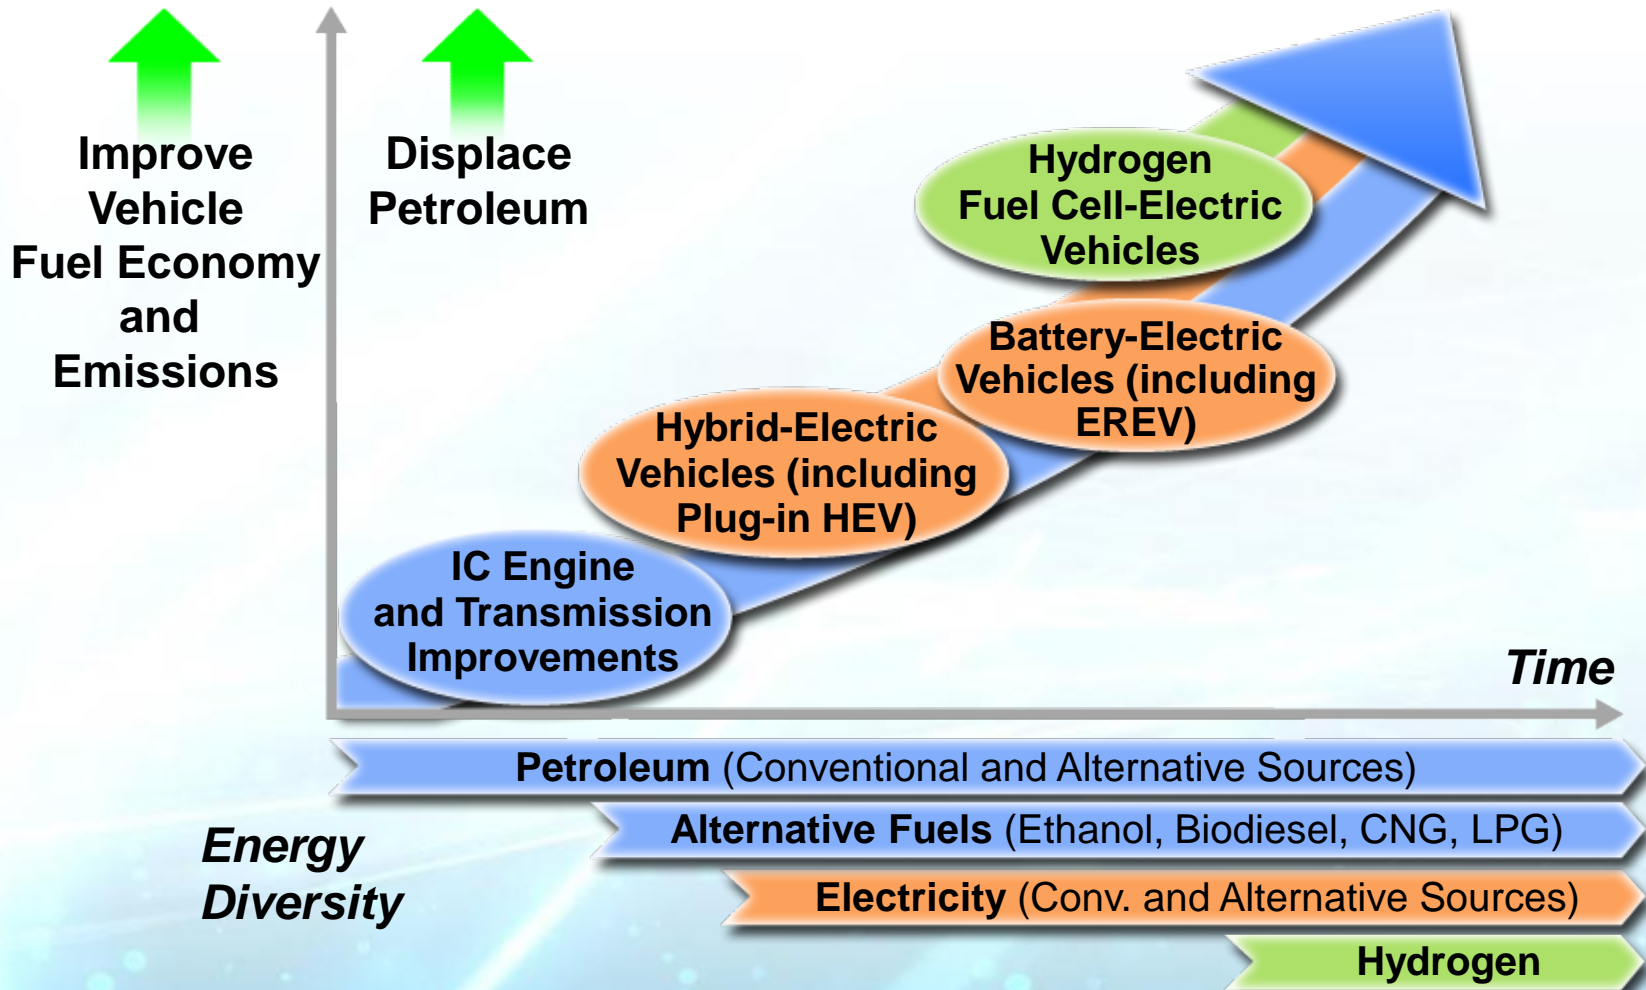 Improve
Vehicle
Fuel Economy
and
Emissions
Displace
Petroleum
Hydrogen
Fuel Cell-Electric
Vehicles
Battery-Electric
Vehicles (including
EREV)
Hybrid-Electric
Vehicles (including
Plug-in HEV)
IC Engine
and Transmission
Improvements
Time
Petroleum (Conventional and Alternative Sources)
Alternative Fuels (Ethanol, Biodiesel, CNG, LPG)
Energy
Diversity
Electricity (Conv. and Alternative Sources)
Hydrogen